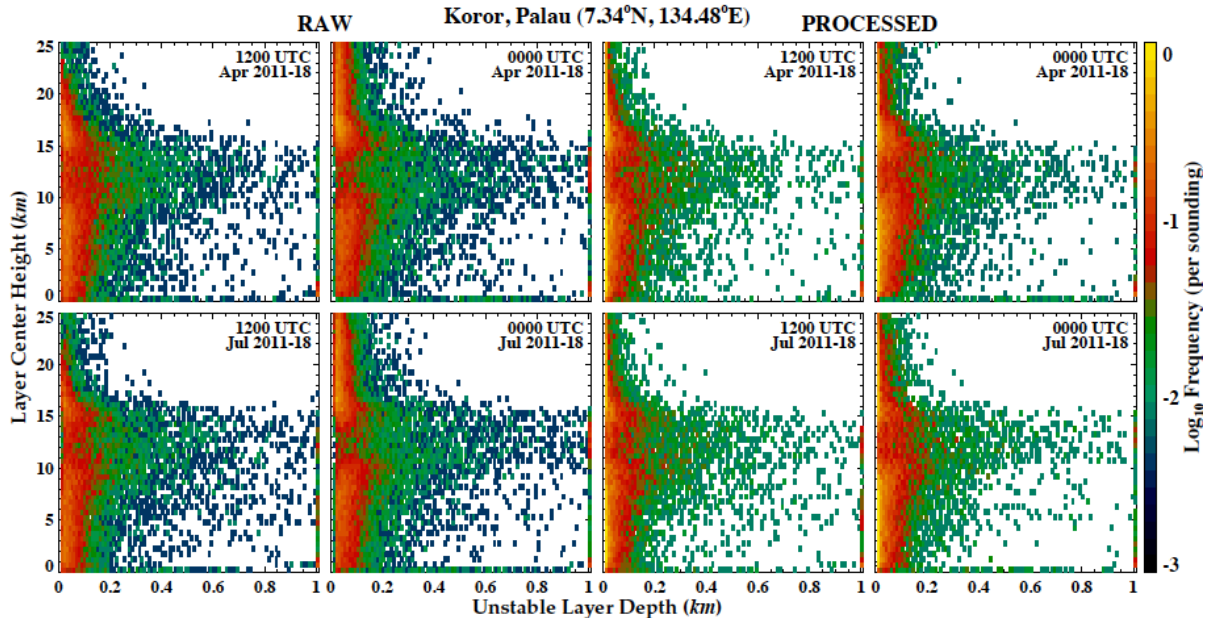 RAW
Koror, Palau (7.34°N, 134.48°E)
PROCESSED
1200 UTC
Apr 2011-18
0000 UTC
Apr 2011-18
1200 UTC
Apr 2011-18
0000 UTC
Apr 2011-18
25
20
15
10
5
0
1200 UTC
Jul 2011-18
0000 UTC
Jul 2011-18
1200 UTC
Jul 2011-18
0000 UTC
Jul 2011-18
25
20
15
10
5
0
0 0.2 0.4 0.6 0.8 1 0 0.2 0.4 0.6 0.8 1 0 0.2 0.4 0.6 0.8 1 0 0.2 0.4 0.6 0.8 1
Layer Center Height (km)
Unstable Layer Depth (km)
0
-1
-2
-3
Log10 Frequency (per sounding)